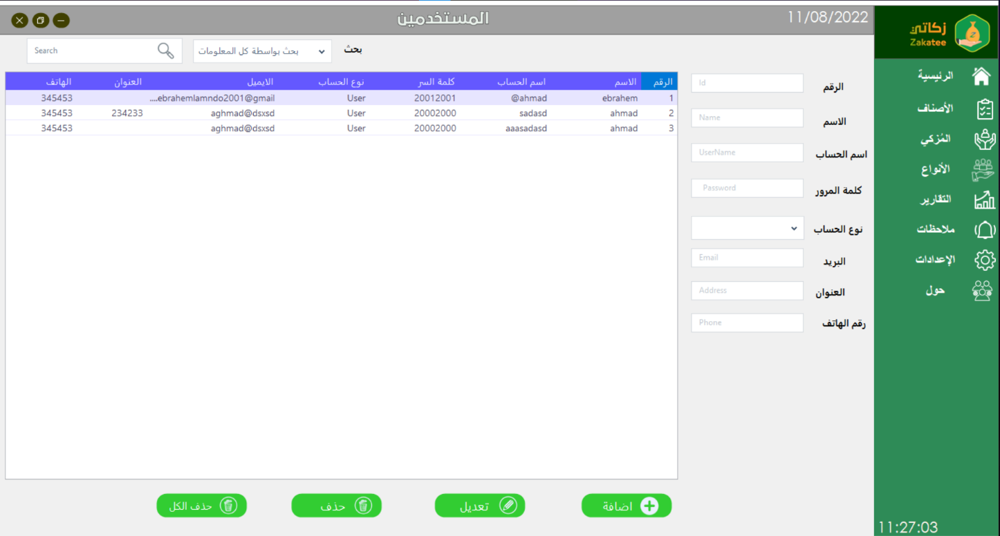 المستخدمين
11/08/2022
زكاتي
Zakatee
الرئيسية
الأصناف
المُزكي
الأنواع
التقارير
ملاحظات
الإعدادات
حول
11:27:03
بحث
بحث بواسطة كل المعلومات
Search
الرقم Id
الاسم Name
اسم الحساب UserName
كلمة المرور Password
نوع الحساب
البريد Email
العنوان Address
رقم الهاتف Phone
الرقم الاسم اسم الحساب كلمة السر نوع الحساب الايميل العنوان الهاتف
1 ebrahem @ahmad 20012001 User ebrahemlamndo2001@gmail.... 345453
2 ahmad sadasd 20002000 User aghmad@dsxsd 234233 345453
3 ahmad aaasadasd 20002000 User aghmad@dsxsd 345453
اضافة
تعديل
حذف
حذف الكل